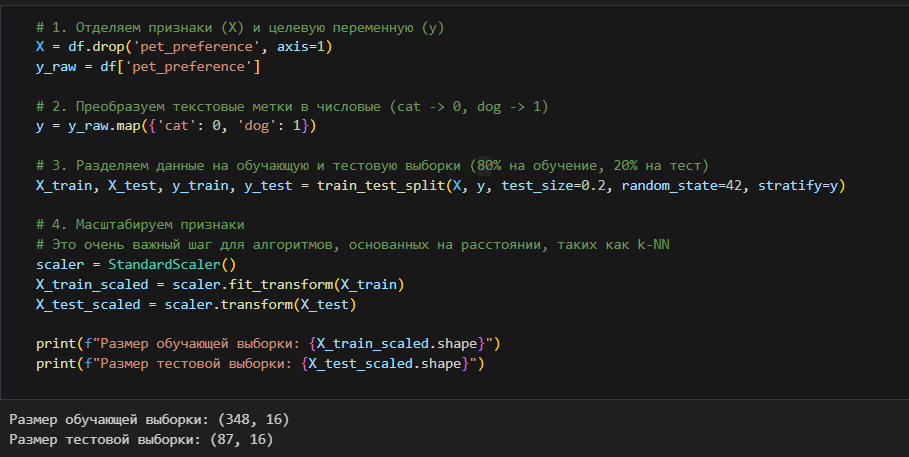 # 1. Отделяем признаки (X) и целевую переменную (y)
X = df.drop('pet_preference', axis=1)
y_raw = df['pet_preference']
# 2. Преобразуем текстовые метки в числовые (cat -> 0, dog -> 1)
y = y_raw.map({'cat': 0, 'dog': 1})
# 3. Разделяем данные на обучающую и тестовую выборки (80% на обучение, 20% на тест)
X_train, X_test, y_train, y_test = train_test_split(X, y, test_size=0.2, random_state=42, stratify=y)
# 4. Масштабируем признаки
# Это очень важный шаг для алгоритмов, основанных на расстоянии, таких как k-NN
scaler = StandardScaler()
X_train_scaled = scaler.fit_transform(X_train)
X_test_scaled = scaler.transform(X_test)
print(f"Размер обучающей выборки: {X_train_scaled.shape}")
print(f"Размер тестовой выборки: {X_test_scaled.shape}")
Размер обучающей выборки: (348, 16)
Размер тестовой выборки: (87, 16)